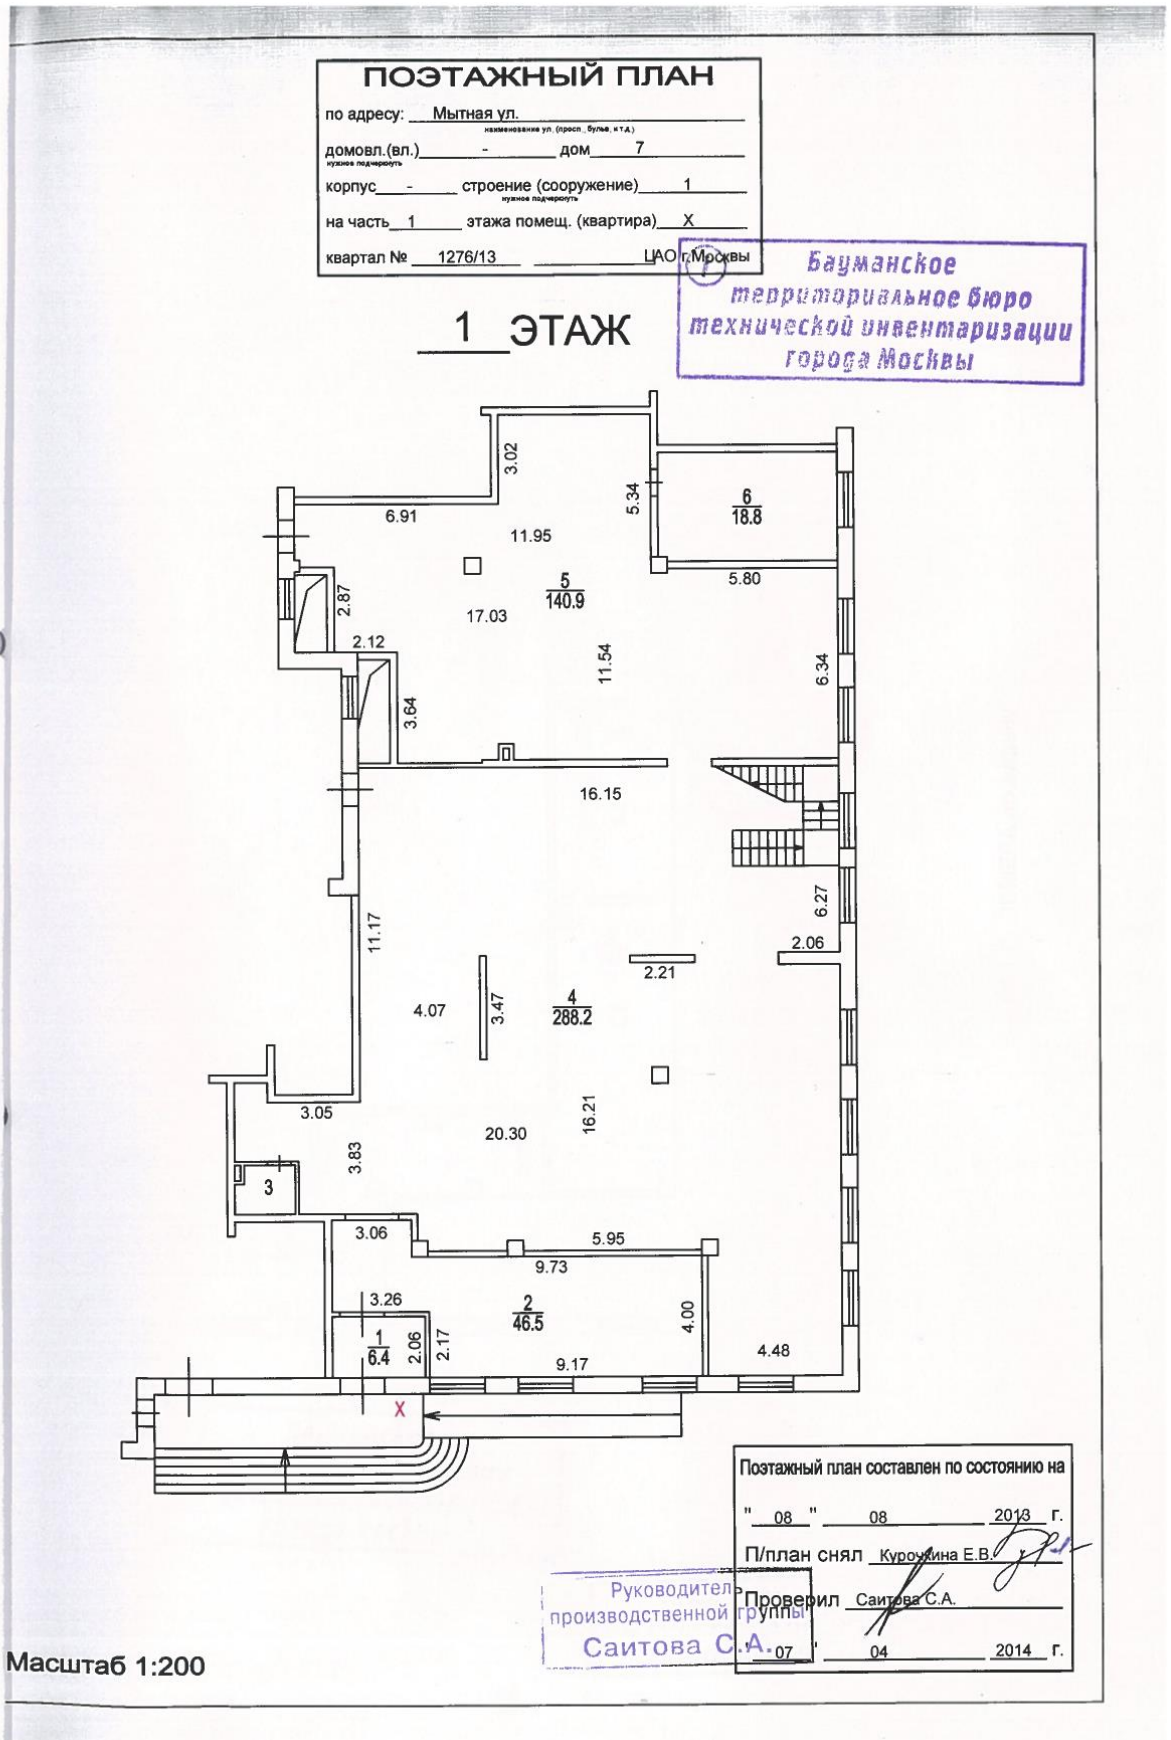 ПОЭТАЖНЫЙ ПЛАН
по адресу: Мытная ул.
наименование ул. (просп., бульв. и т.д.)
домовл.(вл.) - дом 7
нужное подчеркнуть
корпус - строение (сооружение) 1
нужное подчеркнуть
на часть 1 этажа помещ. (квартира) X
квартал № 1276/13 ЦАО г.Москвы
1
Бауманское
территориальное бюро
технической инвентаризации
города Москвы
1 ЭТАЖ
3.02
5.34
6
18.8
6.91
11.95
5.80
5
140.9
2.87
17.03
2.12
11.54
6.34
3.64
16.15
6.27
11.17
2.06
2.21
4.07
3.47
4
288.2
3.05
16.21
20.30
3.83
3
3.06
5.95
9.73
3.26
2
46.5
4.00
1
6.4
2.06
2.17
9.17
4.48
X
Поэтажный план составлен по состоянию на
" 08 " 08 2013 г.
П/план снял Курочкина Е.В.
Проверил Саитова С.А.
" 07 " 04 2014 г.
Руководитель
производственной группы
Саитова С.А.
Масштаб 1:200